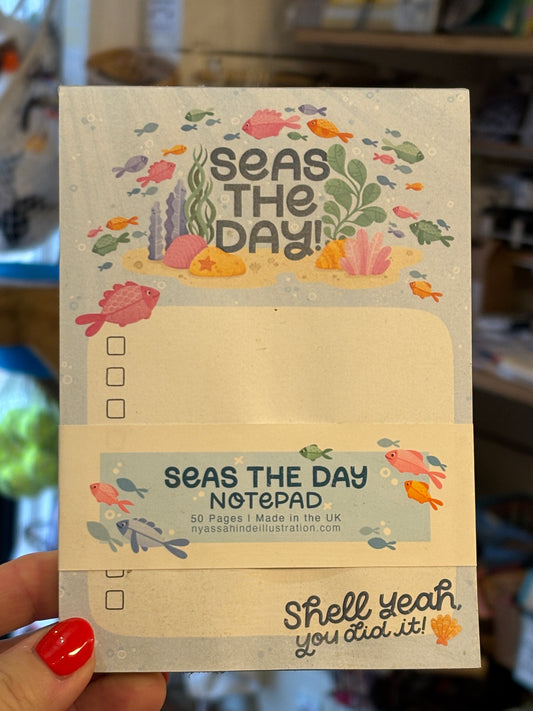 SEAS
THE
DAY!
SEAS THE DAY
NOTEPAD
50 Pages | Made in the UK
nyassahindeillustration.com
Shell yeah,
you did it!